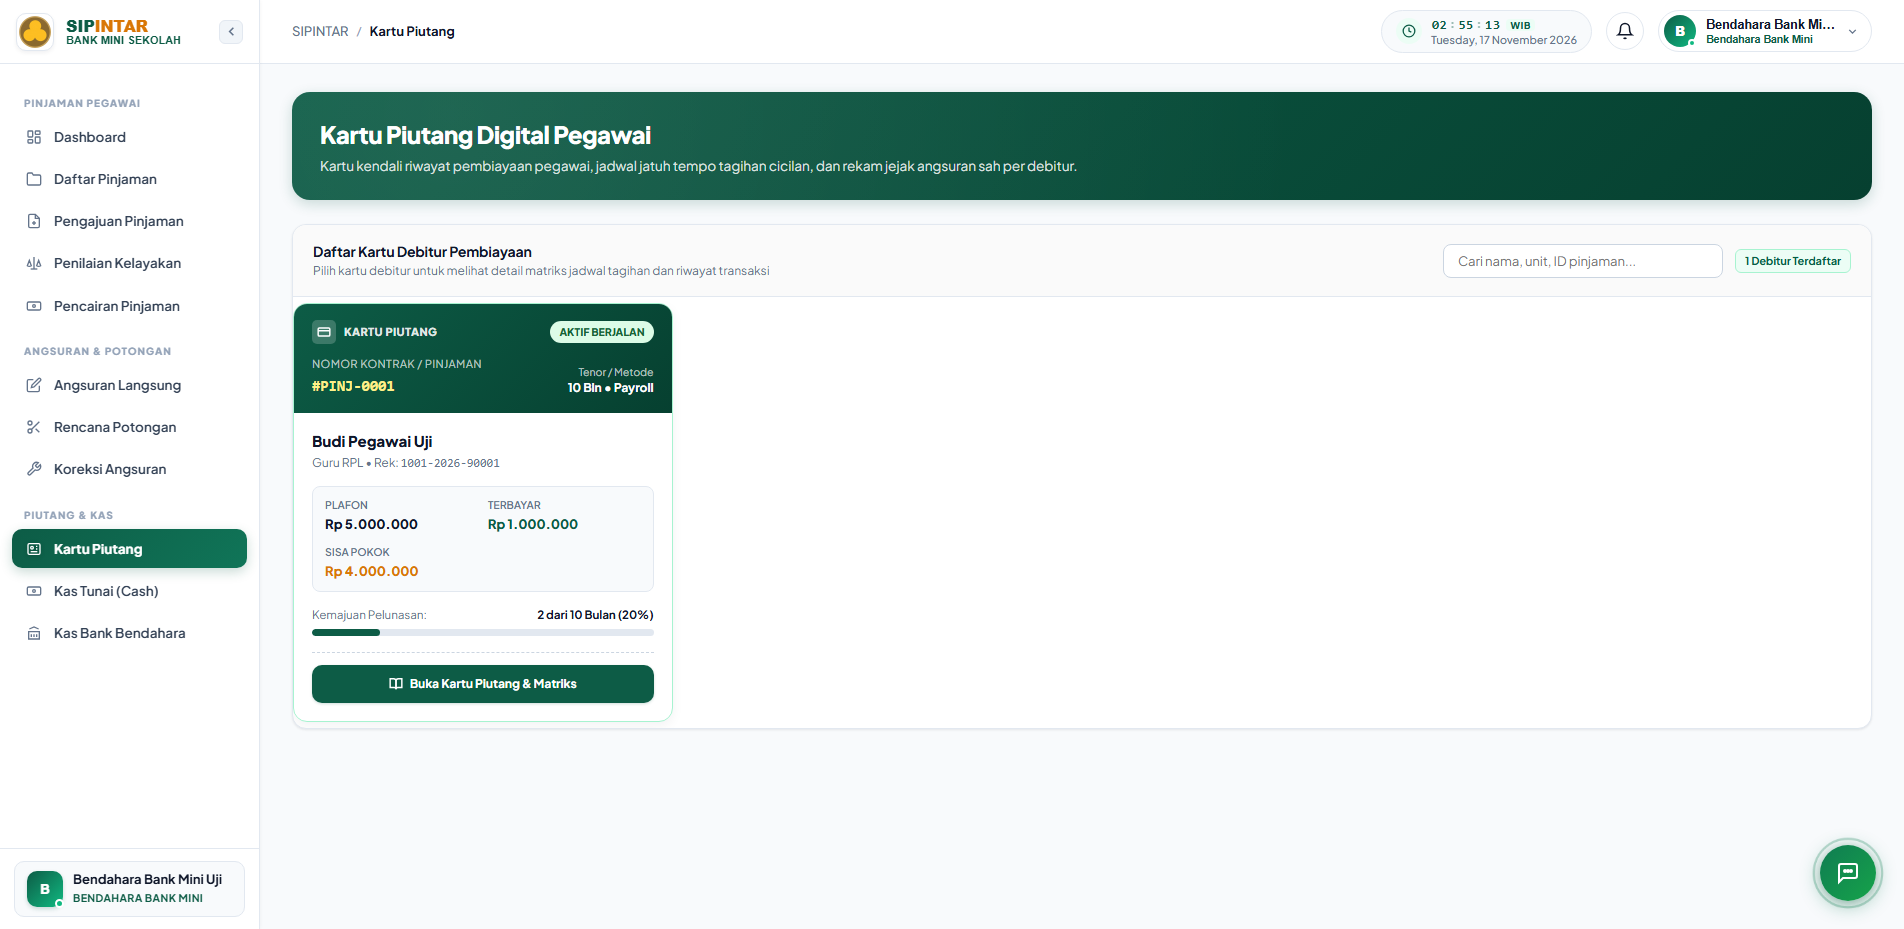 SIPINTAR
BANK MINI SEKOLAH
SIPINTAR / Kartu Piutang
02 : 55 : 13 WIB
Tuesday, 17 November 2026
B
Bendahara Bank Mi...
Bendahara Bank Mini
PINJAMAN PEGAWAI
Dashboard
Daftar Pinjaman
Pengajuan Pinjaman
Penilaian Kelayakan
Pencairan Pinjaman
ANGSURAN & POTONGAN
Angsuran Langsung
Rencana Potongan
Koreksi Angsuran
PIUTANG & KAS
Kartu Piutang
Kas Tunai (Cash)
Kas Bank Bendahara
B
Bendahara Bank Mini Uji
BENDAHARA BANK MINI
Kartu Piutang Digital Pegawai
Kartu kendali riwayat pembiayaan pegawai, jadwal jatuh tempo tagihan cicilan, dan rekam jejak angsuran sah per debitur.
Daftar Kartu Debitur Pembiayaan
Pilih kartu debitur untuk melihat detail matriks jadwal tagihan dan riwayat transaksi
Cari nama, unit, ID pinjaman...
1 Debitur Terdaftar
KARTU PIUTANG
AKTIF BERJALAN
NOMOR KONTRAK / PINJAMAN
#PINJ-0001
Tenor / Metode
10 Bln • Payroll
Budi Pegawai Uji
Guru RPL • Rek: 1001-2026-90001
PLAFON
Rp 5.000.000
TERBAYAR
Rp 1.000.000
SISA POKOK
Rp 4.000.000
Kemajuan Pelunasan:
2 dari 10 Bulan (20%)
Buka Kartu Piutang & Matriks